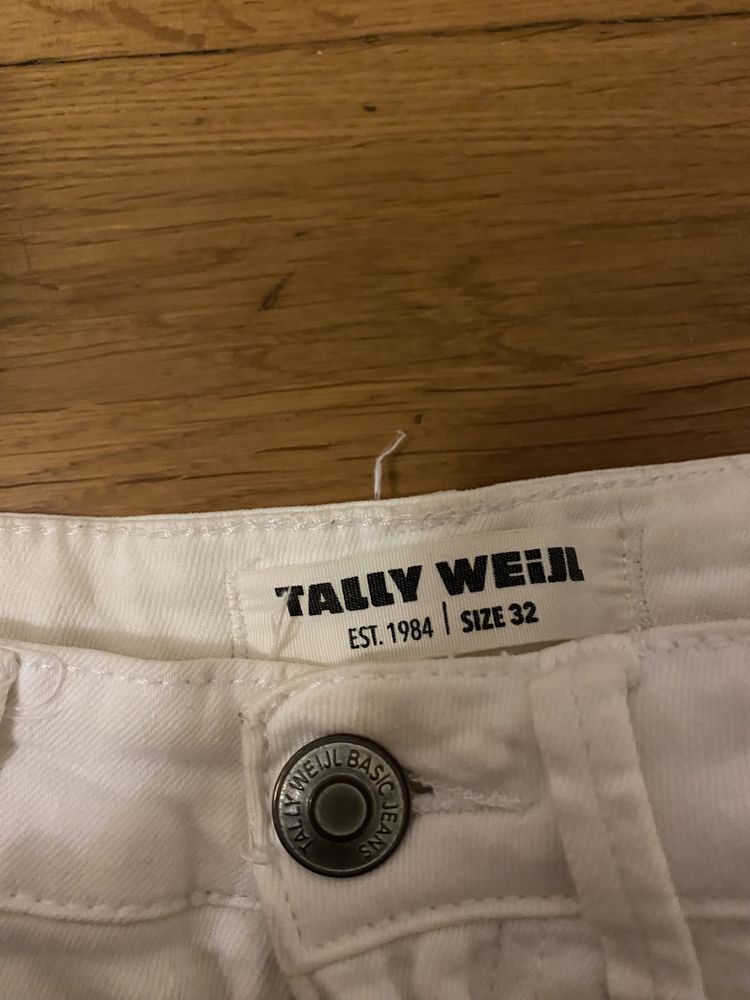 TALLY WEiJL
EST. 1984 | SIZE 32
TALLY WEIJL BASIC JEANS